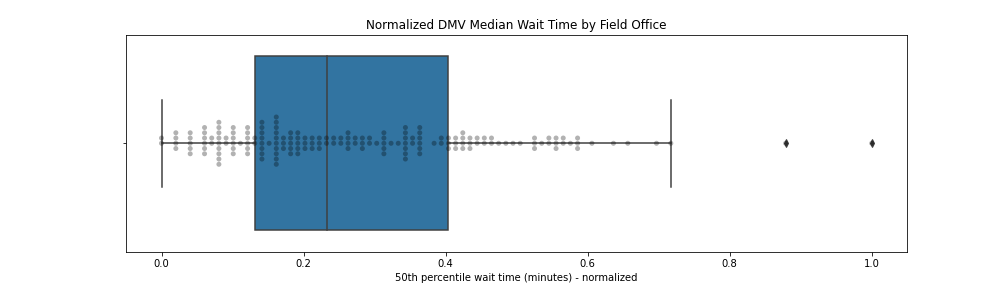 Normalized DMV Median Wait Time by Field Office
0.0 0.2 0.4 0.6 0.8 1.0
50th percentile wait time (minutes) - normalized